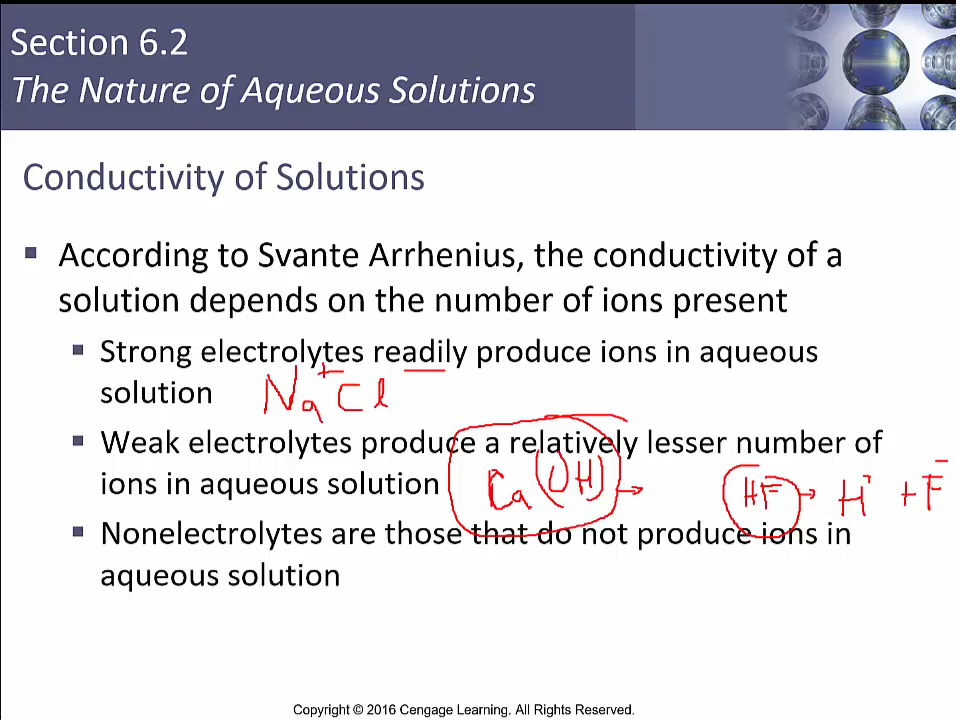 Section 6.2
The Nature of Aqueous Solutions
Conductivity of Solutions
According to Svante Arrhenius, the conductivity of a
solution depends on the number of ions present
Strong electrolytes readily produce ions in aqueous
solution
Na⁺Cl⁻
Weak electrolytes produce a relatively lesser number of
ions in aqueous solution
Ca(OH) →
HF → H⁺ + F⁻
Nonelectrolytes are those that do not produce ions in
aqueous solution
Copyright © 2016 Cengage Learning. All Rights Reserved.